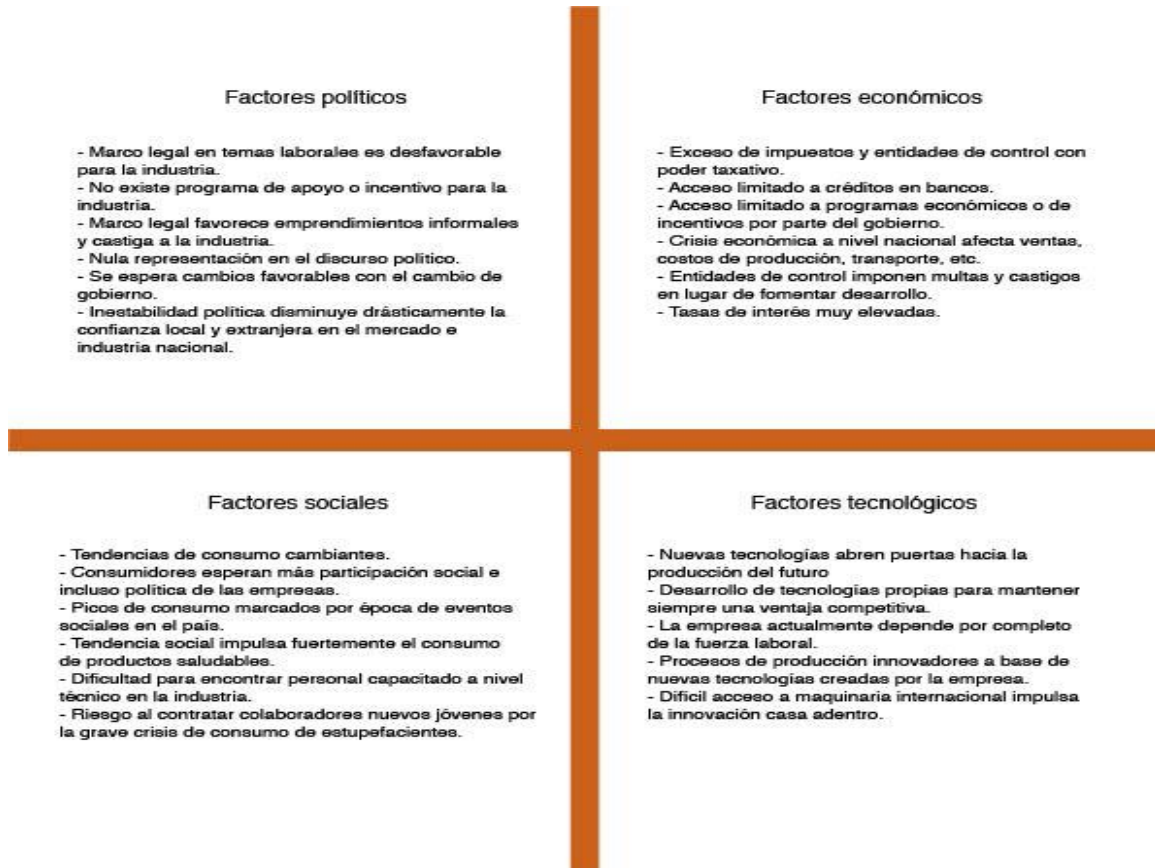 Factores políticos
- Marco legal en temas laborales es desfavorable
para la industria.
- No existe programa de apoyo o incentivo para la
industria.
- Marco legal favorece emprendimientos informales
y castiga a la industria.
- Nula representación en el discurso político.
- Se espera cambios favorables con el cambio de
gobierno.
- Inestabilidad política disminuye drásticamente la
confianza local y extranjera en el mercado e
industria nacional.
Factores económicos
- Exceso de impuestos y entidades de control con
poder taxativo.
- Acceso limitado a créditos en bancos.
- Acceso limitado a programas económicos o de
incentivos por parte del gobierno.
- Crisis económica a nivel nacional afecta ventas,
costos de producción, transporte, etc.
- Entidades de control imponen multas y castigos
en lugar de fomentar desarrollo.
- Tasas de interés muy elevadas.
Factores sociales
- Tendencias de consumo cambiantes.
- Consumidores esperan más participación social e
incluso política de las empresas.
- Picos de consumo marcados por época de eventos
sociales en el país.
- Tendencia social impulsa fuertemente el consumo
de productos saludables.
- Dificultad para encontrar personal capacitado a nivel
técnico en la industria.
- Riesgo al contratar colaboradores nuevos jóvenes por
la grave crisis de consumo de estupefacientes.
Factores tecnológicos
- Nuevas tecnologías abren puertas hacia la
producción del futuro
- Desarrollo de tecnologías propias para mantener
siempre una ventaja competitiva.
- La empresa actualmente depende por completo
de la fuerza laboral.
- Procesos de producción innovadores a base de
nuevas tecnologías creadas por la empresa.
- Difícil acceso a maquinaria internacional impulsa
la innovación casa adentro.